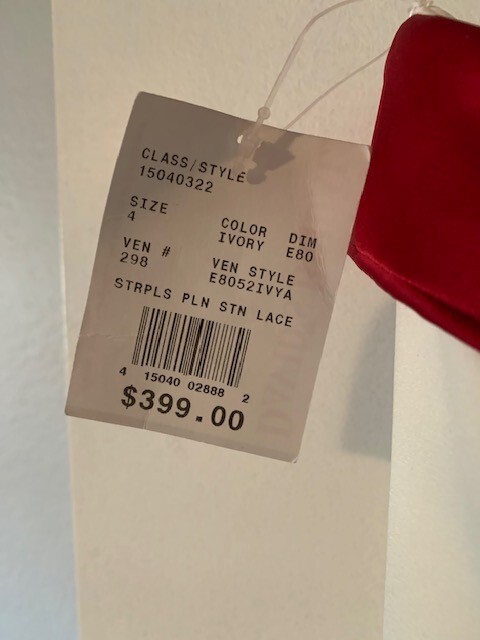 CLASS/STYLE
15040322
SIZE
4
COLOR DIM
IVORY E80
VEN #
298
VEN STYLE
E8052IVYA
STRPLS PLN STN LACE
4 15040 02888 2
$399.00